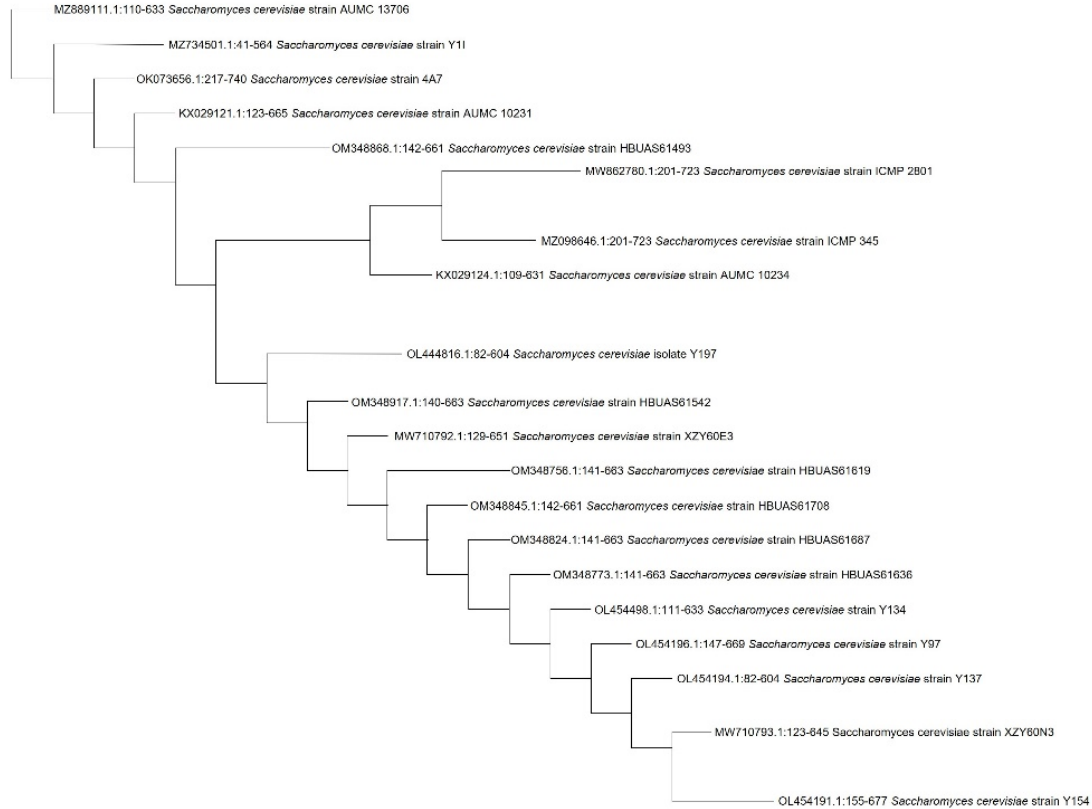 MZ889111.1:110-633 Saccharomyces cerevisiae strain AUMC 13706
MZ734501.1:41-564 Saccharomyces cerevisiae strain Y1I
OK073656.1:217-740 Saccharomyces cerevisiae strain 4A7
KX029121.1:123-665 Saccharomyces cerevisiae strain AUMC 10231
OM348868.1:142-661 Saccharomyces cerevisiae strain HBUAS61493
MW862780.1:201-723 Saccharomyces cerevisiae strain ICMP 2801
MZ098646.1:201-723 Saccharomyces cerevisiae strain ICMP 345
KX029124.1:109-631 Saccharomyces cerevisiae strain AUMC 10234
OL444816.1:82-604 Saccharomyces cerevisiae isolate Y197
OM348917.1:140-663 Saccharomyces cerevisiae strain HBUAS61542
MW710792.1:129-651 Saccharomyces cerevisiae strain XZY60E3
OM348756.1:141-663 Saccharomyces cerevisiae strain HBUAS61619
OM348845.1:142-661 Saccharomyces cerevisiae strain HBUAS61708
OM348824.1:141-663 Saccharomyces cerevisiae strain HBUAS61687
OM348773.1:141-663 Saccharomyces cerevisiae strain HBUAS61636
OL454498.1:111-633 Saccharomyces cerevisiae strain Y134
OL454196.1:147-669 Saccharomyces cerevisiae strain Y97
OL454194.1:82-604 Saccharomyces cerevisiae strain Y137
MW710793.1:123-645 Saccharomyces cerevisiae strain XZY60N3
OL454191.1:155-677 Saccharomyces cerevisiae strain Y154